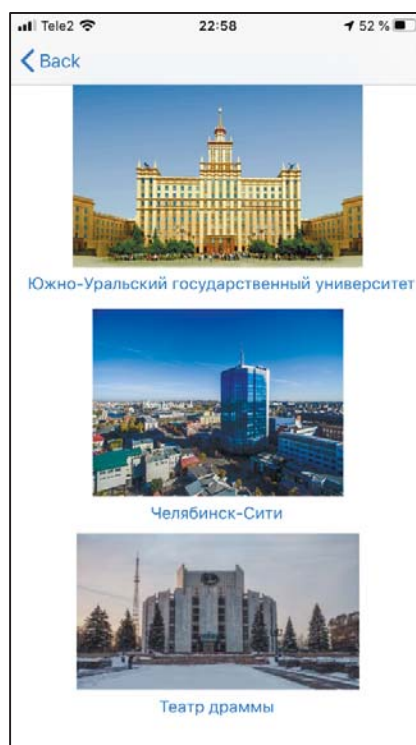 Tele2 22:58 52 %
Back
Южно-Уральский государственный университет
Челябинск-Сити
Театр драммы